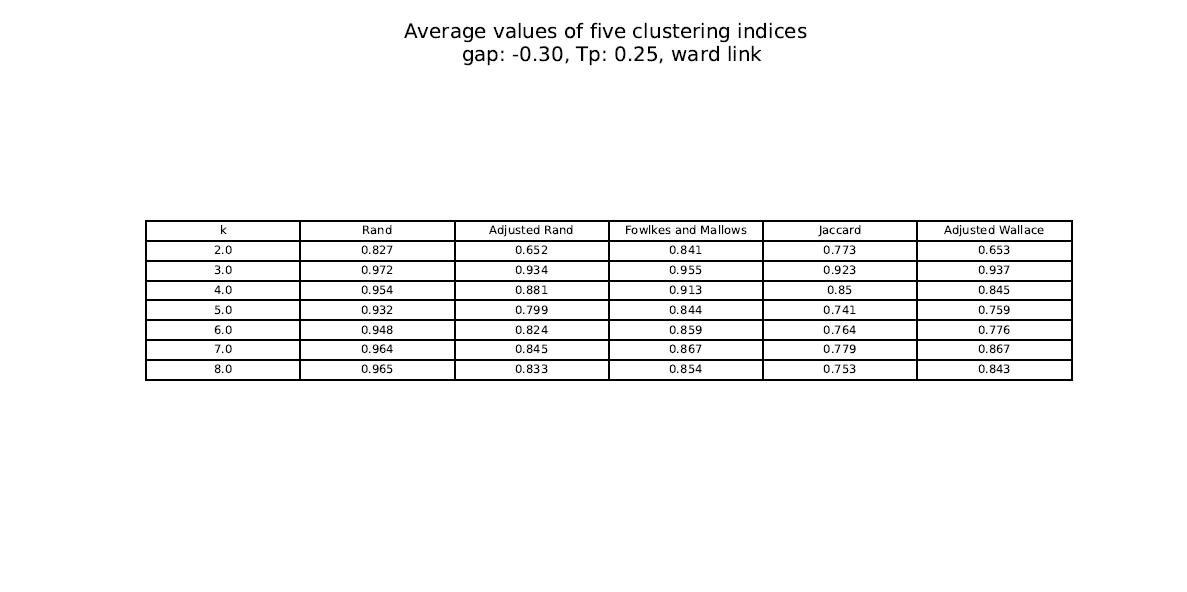 Average values of five clustering indices
gap: -0.30, Tp: 0.25, ward link
k Rand Adjusted Rand Fowlkes and Mallows Jaccard Adjusted Wallace
2.0 0.827 0.652 0.841 0.773 0.653
3.0 0.972 0.934 0.955 0.923 0.937
4.0 0.954 0.881 0.913 0.85 0.845
5.0 0.932 0.799 0.844 0.741 0.759
6.0 0.948 0.824 0.859 0.764 0.776
7.0 0.964 0.845 0.867 0.779 0.867
8.0 0.965 0.833 0.854 0.753 0.843